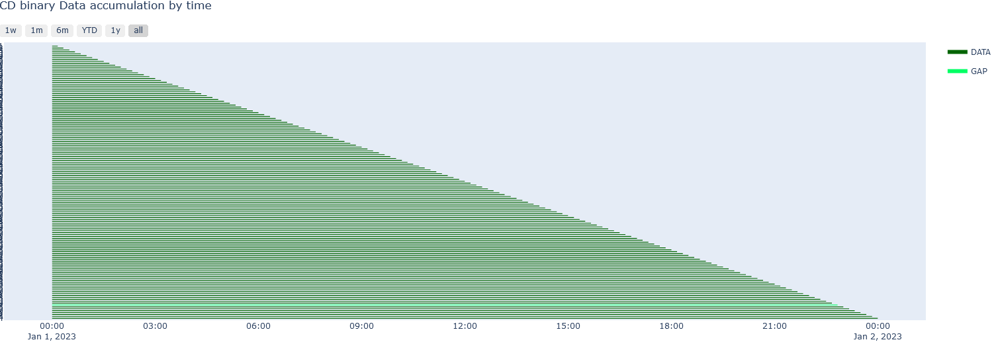 CD binary Data accumulation by time
1w 1m 6m YTD 1y all
DATA
GAP
00:00 03:00 06:00 09:00 12:00 15:00 18:00 21:00 00:00
Jan 1, 2023 Jan 2, 2023